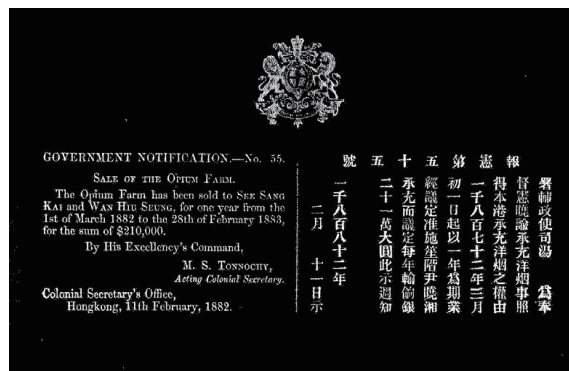 GOVERNMENT NOTIFICATION.—No. 55.
SALE OF THE OPIUM FARM.
The Opium Farm has been sold to SEE SANG
KAI and WAN HIU SEUNG, for one year from the
1st of March 1882 to the 28th of February 1883,
for the sum of $210,000.
By His Excellency's Command,
M. S. TONNOCHY,
Acting Colonial Secretary.
Colonial Secretary's Office,
Hongkong, 11th February, 1882.
報憲第五十五號
署輔政使司湯 為奉
督憲曉諭承充洋烟事照
得本港承充洋烟之權由
一千八百七十二年三月
初一日起以一年為期業
經議定准施笙階尹曉湘
承充而議定每年輸餉銀
二十一萬大圓此示週知
一千八百八十二年
二月 十一日示